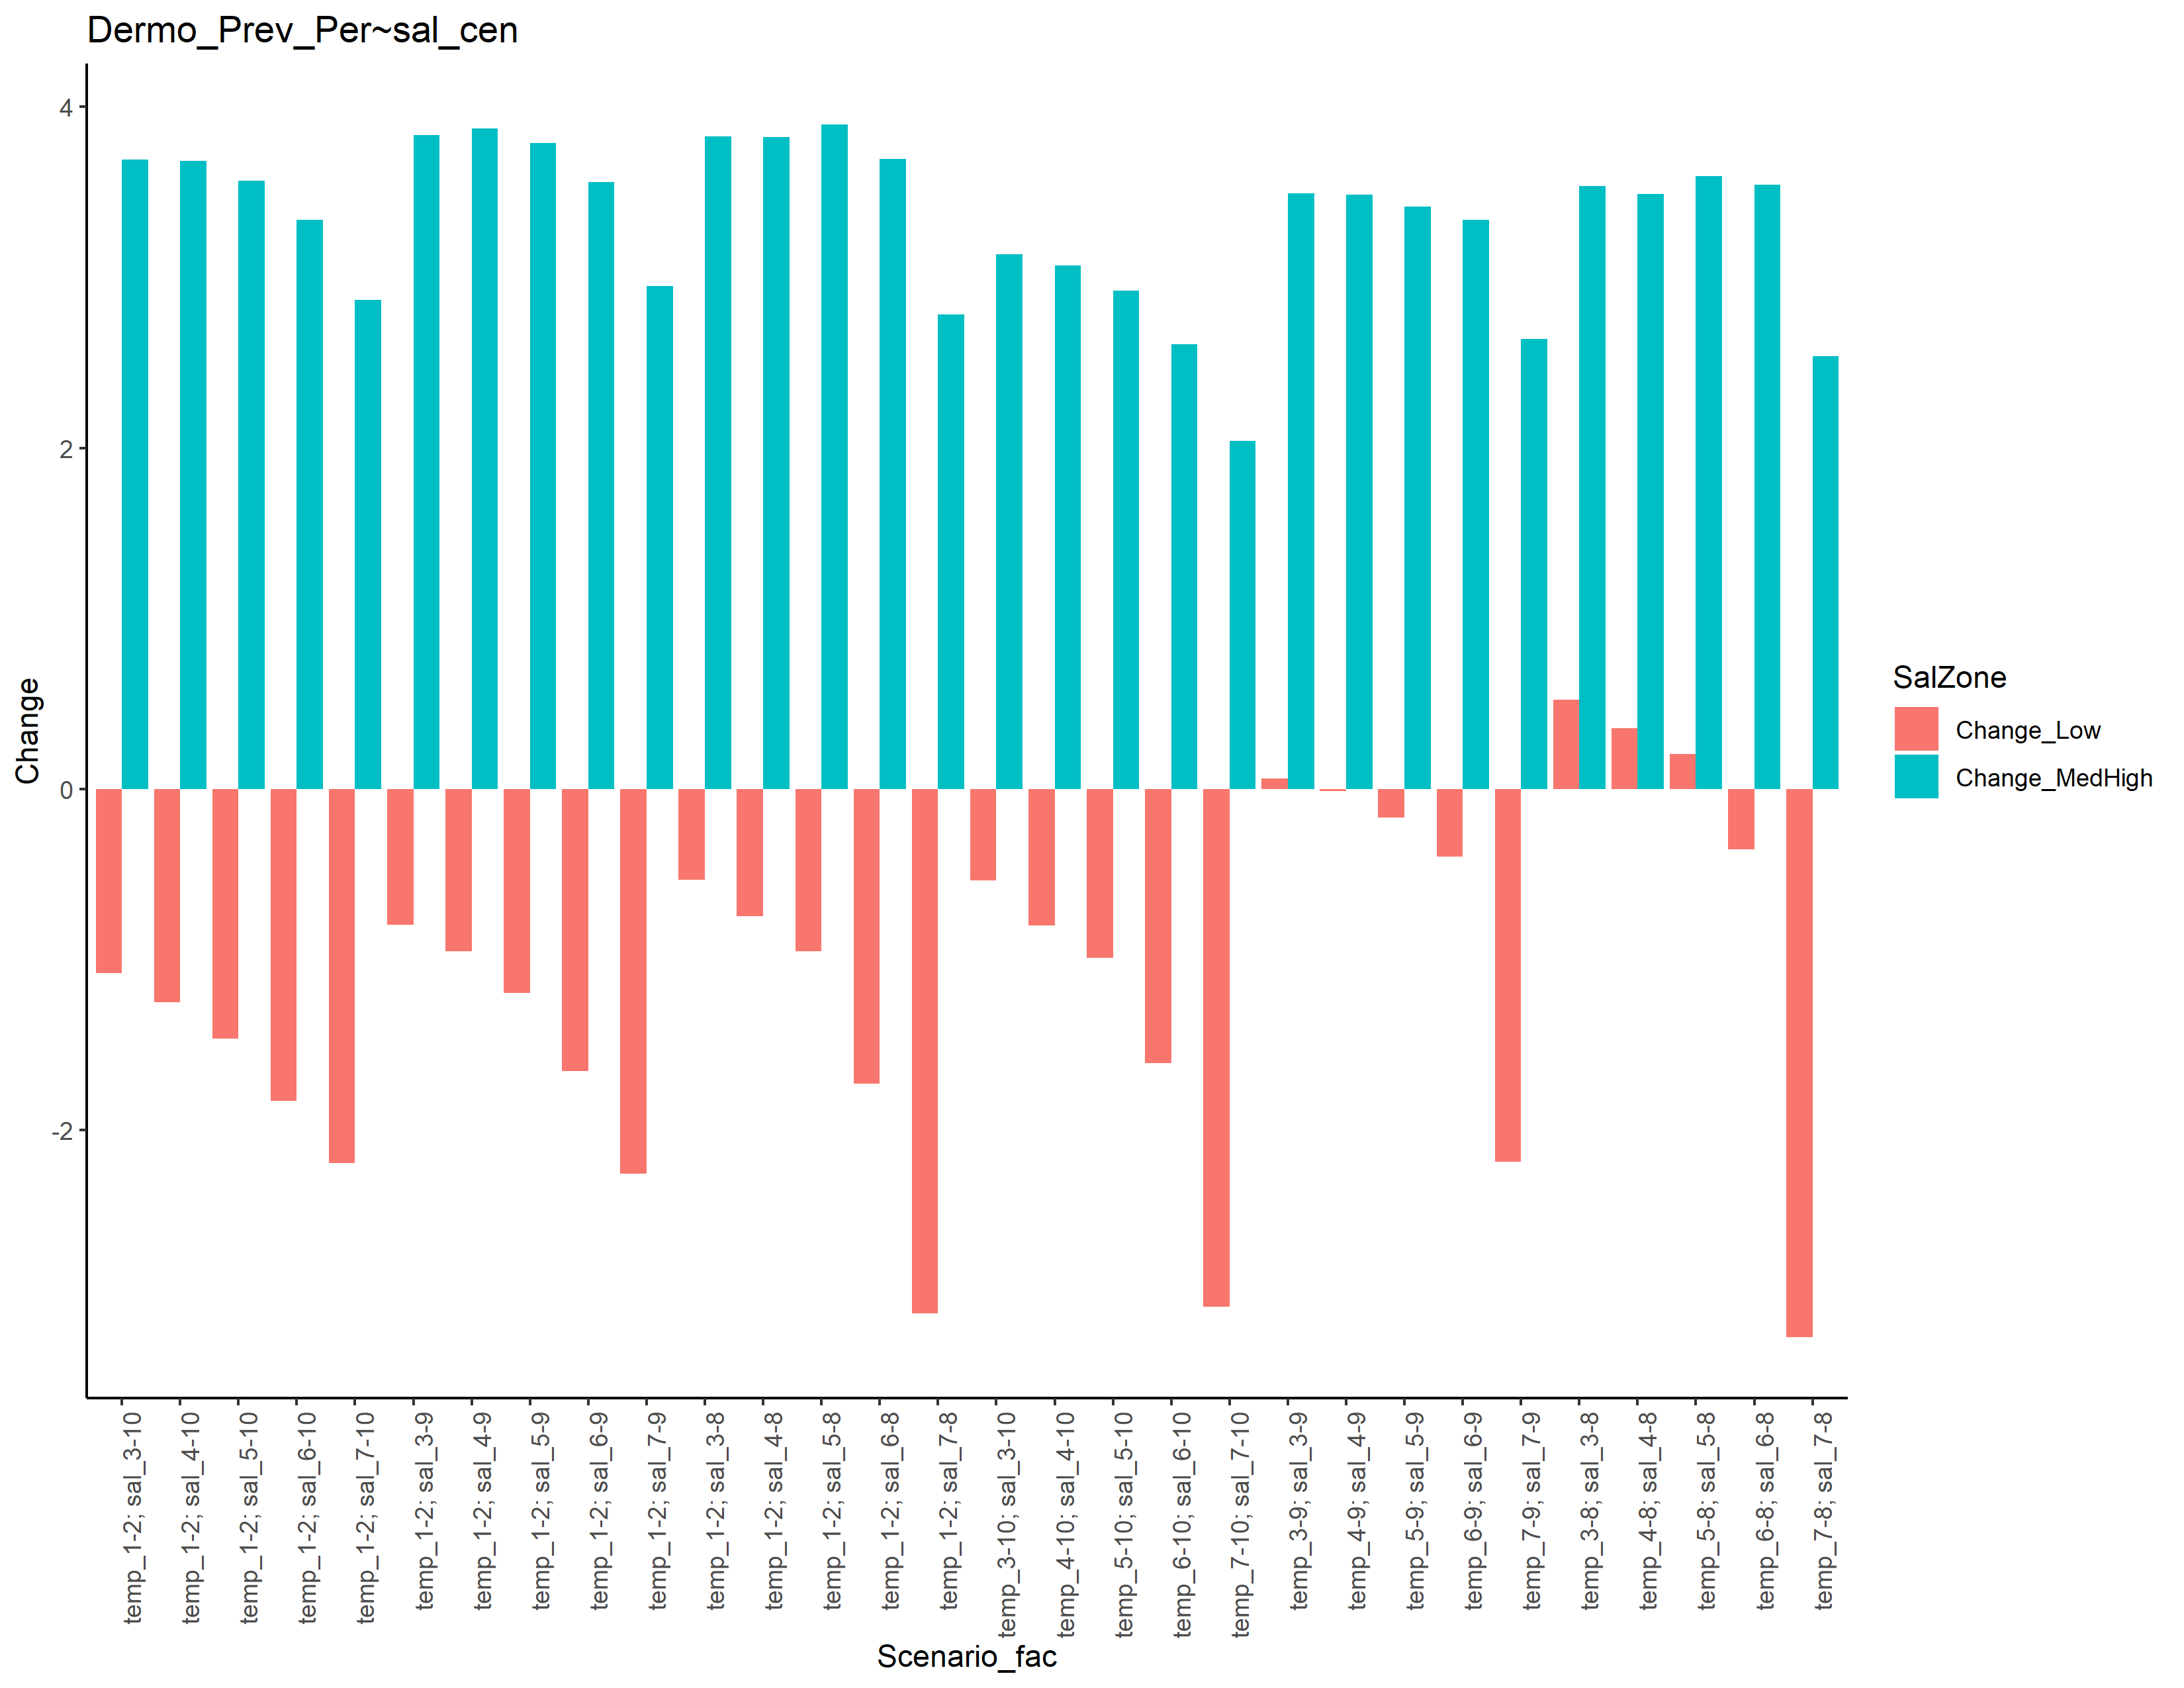 Dermo_Prev_Per~sal_cen
4
2
0
-2
Change
temp_1-2; sal_3-10
temp_1-2; sal_4-10
temp_1-2; sal_5-10
temp_1-2; sal_6-10
temp_1-2; sal_7-10
temp_1-2; sal_3-9
temp_1-2; sal_4-9
temp_1-2; sal_5-9
temp_1-2; sal_6-9
temp_1-2; sal_7-9
temp_1-2; sal_3-8
temp_1-2; sal_4-8
temp_1-2; sal_5-8
temp_1-2; sal_6-8
temp_1-2; sal_7-8
temp_3-10; sal_3-10
temp_4-10; sal_4-10
temp_5-10; sal_5-10
temp_6-10; sal_6-10
temp_7-10; sal_7-10
temp_3-9; sal_3-9
temp_4-9; sal_4-9
temp_5-9; sal_5-9
temp_6-9; sal_6-9
temp_7-9; sal_7-9
temp_3-8; sal_3-8
temp_4-8; sal_4-8
temp_5-8; sal_5-8
temp_6-8; sal_6-8
temp_7-8; sal_7-8
Scenario_fac
SalZone
Change_Low
Change_MedHigh